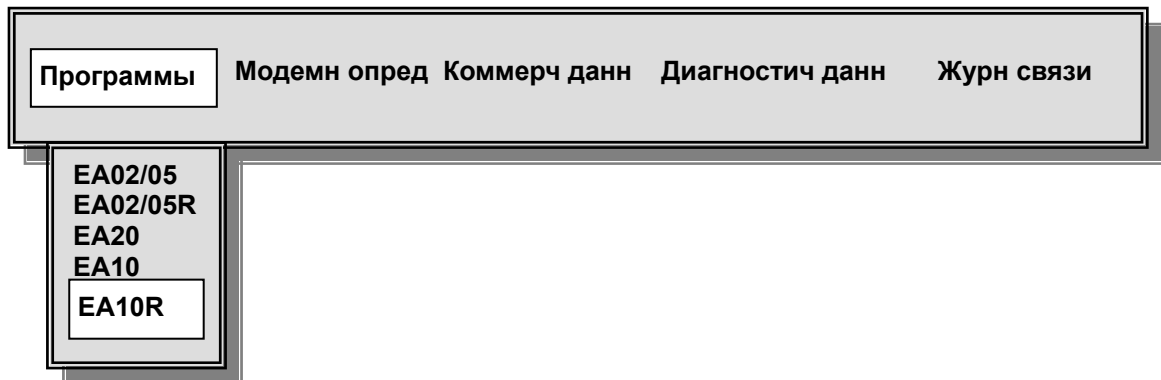 Программы Модемн опред Коммерч данн Диагностич данн Журн связи
EA02/05
EA02/05R
EA20
EA10
EA10R